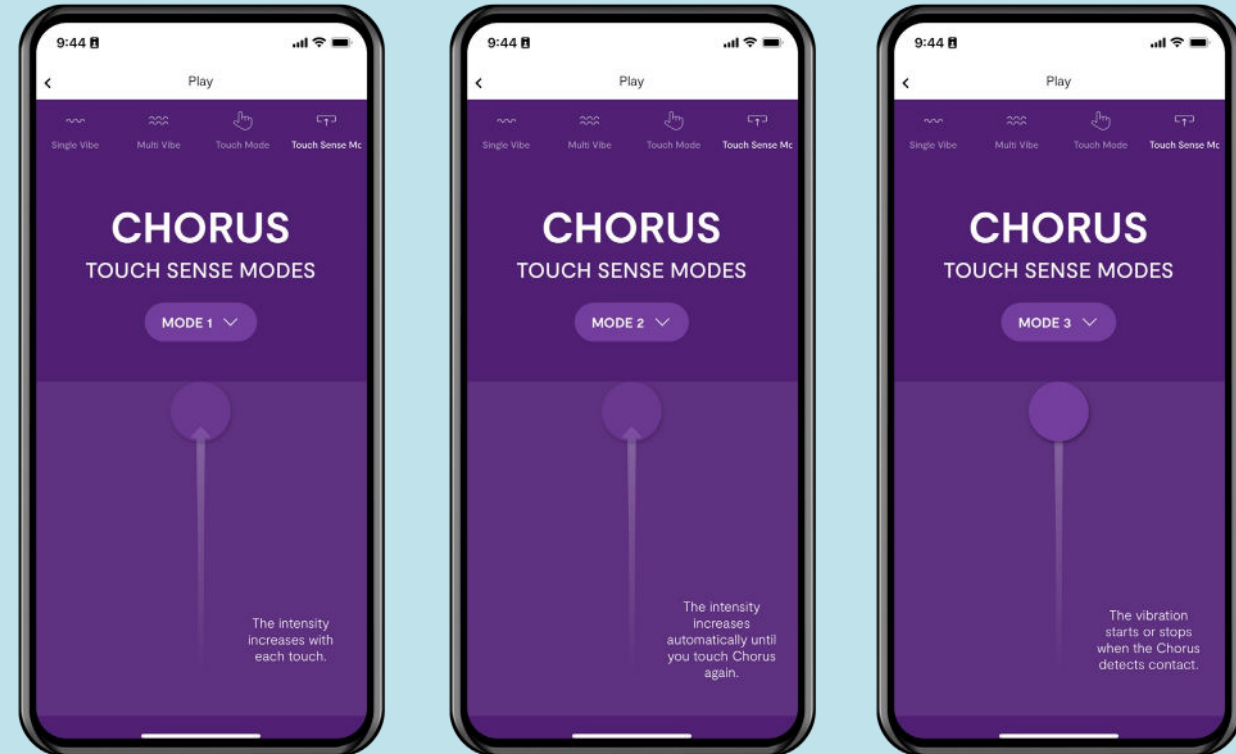 9:44
Play
Single Vibe
Multi Vibe
Touch Mode
Touch Sense Mc
CHORUS
TOUCH SENSE MODES
MODE 1
The intensity
increases with
each touch.
9:44
Play
Single Vibe
Multi Vibe
Touch Mode
Touch Sense Mc
CHORUS
TOUCH SENSE MODES
MODE 2
The intensity
increases
automatically until
you touch Chorus
again.
9:44
Play
Single Vibe
Multi Vibe
Touch Mode
Touch Sense Mc
CHORUS
TOUCH SENSE MODES
MODE 3
The vibration
starts or stops
when the Chorus
detects contact.